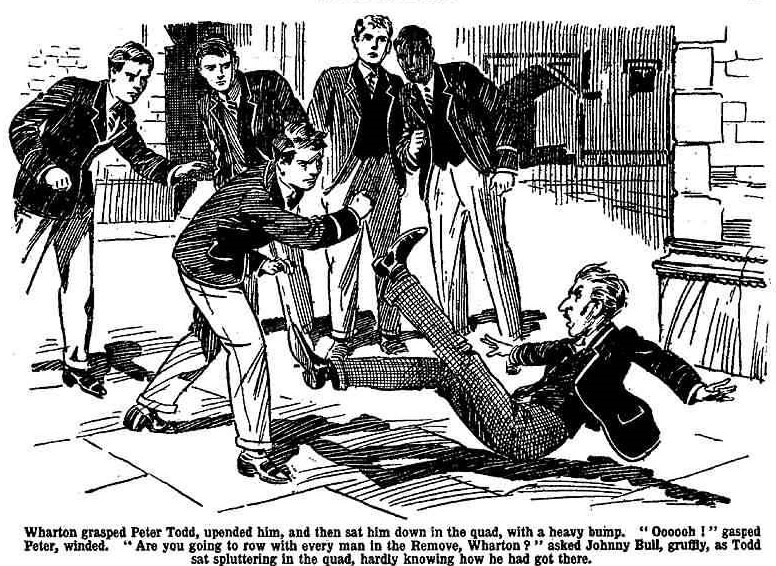 Wharton grasped Peter Todd, upended him, and then sat him down in the quad, with a heavy bump. "Oooooh!" gasped
Peter, winded. "Are you going to row with every man in the Remove, Wharton?" asked Johnny Bull, gruffly, as Todd
sat spluttering in the quad, hardly knowing how he had got there.